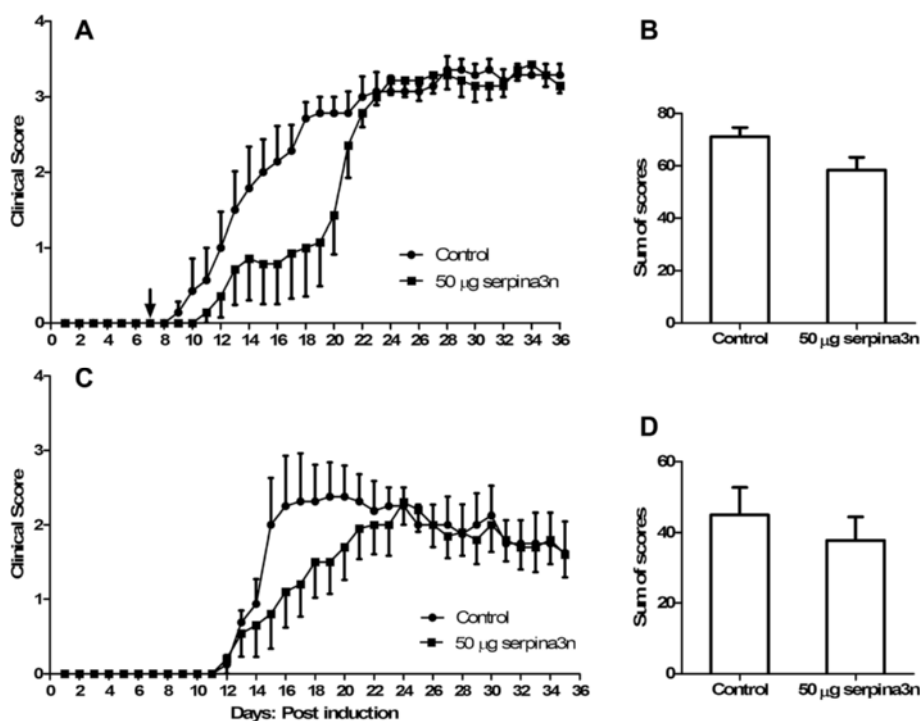 A
Clinical Score
4
3
2
1
0
Control
50 μg serpina3n
0 2 4 6 8 10 12 14 16 18 20 22 24 26 28 30 32 34 36
B
Sum of scores
80
60
40
20
0
Control 50 μg serpina3n
C
Clinical Score
4
3
2
1
0
Control
50 μg serpina3n
0 2 4 6 8 10 12 14 16 18 20 22 24 26 28 30 32 34 36
Days: Post induction
D
Sum of scores
60
40
20
0
Control 50 μg serpina3n